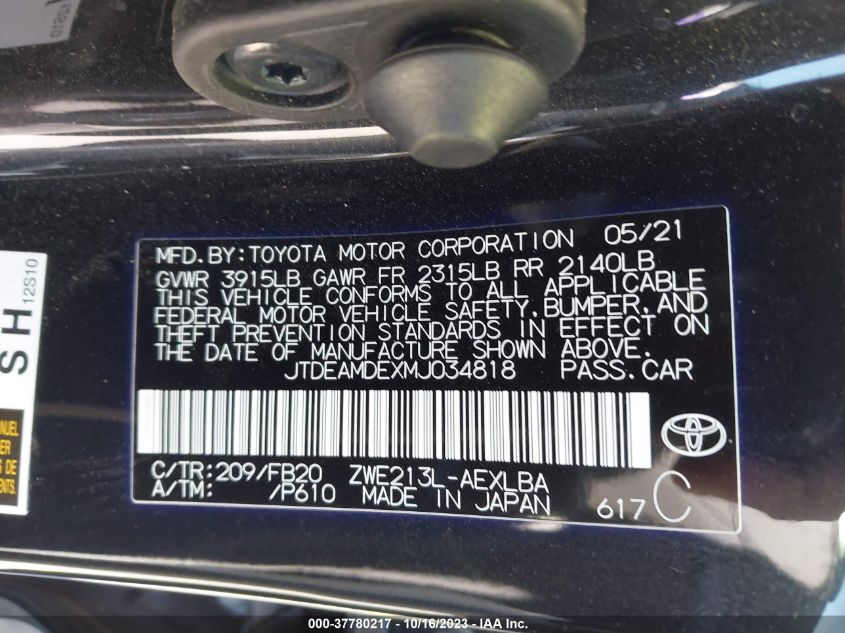 MFD.BY:TOYOTA MOTOR CORPORATION 05/21
GVWR 3915LB GAWR FR 2315LB RR 2140LB
THIS VEHICLE CONFORMS TO ALL APPLICABLE
FEDERAL MOTOR VEHICLE SAFETY,BUMPER,AND
THEFT PREVENTION STANDARDS IN EFFECT ON
THE DATE OF MANUFACTURE SHOWN ABOVE.
JTDEAMDEXMJ034818 PASS.CAR
C/TR:209/FB20 ZWE213L-AEXLBA
A/TM: /P610 MADE IN JAPAN 617 C
SH 12S10
000-37780217 - 10/16/2023 - IAA Inc.